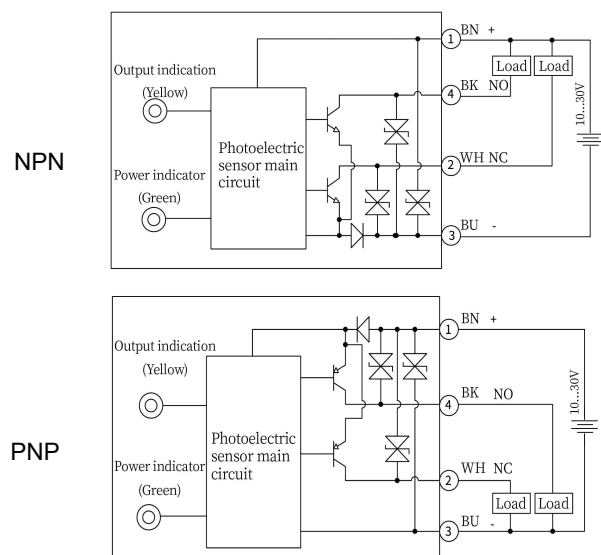 NPN
Output indication
(Yellow)
Power indicator
(Green)
Photoelectric
sensor main
circuit
1 BN +
4 BK NO
2 WH NC
3 BU -
Load Load
10...30V
PNP
Output indication
(Yellow)
Power indicator
(Green)
Photoelectric
sensor main
circuit
1 BN +
4 BK NO
2 WH NC
3 BU -
Load Load
10...30V